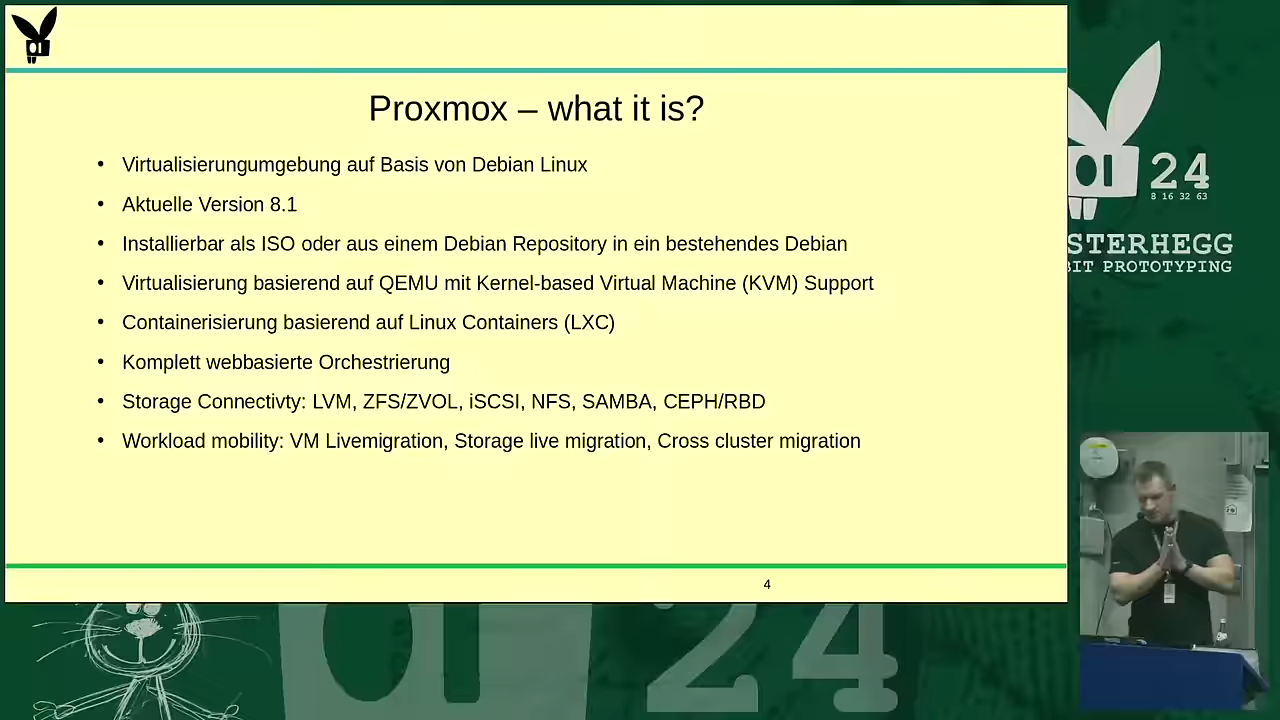 Proxmox – what it is?
• Virtualisierungumgebung auf Basis von Debian Linux
• Aktuelle Version 8.1
• Installierbar als ISO oder aus einem Debian Repository in ein bestehendes Debian
• Virtualisierung basierend auf QEMU mit Kernel-based Virtual Machine (KVM) Support
• Containerisierung basierend auf Linux Containers (LXC)
• Komplett webbasierte Orchestrierung
• Storage Connectivty: LVM, ZFS/ZVOL, iSCSI, NFS, SAMBA, CEPH/RBD
• Workload mobility: VM Livemigration, Storage live migration, Cross cluster migration
4
24
8 16 32 63
STERHEGG
BIT PROTOTYPING
24